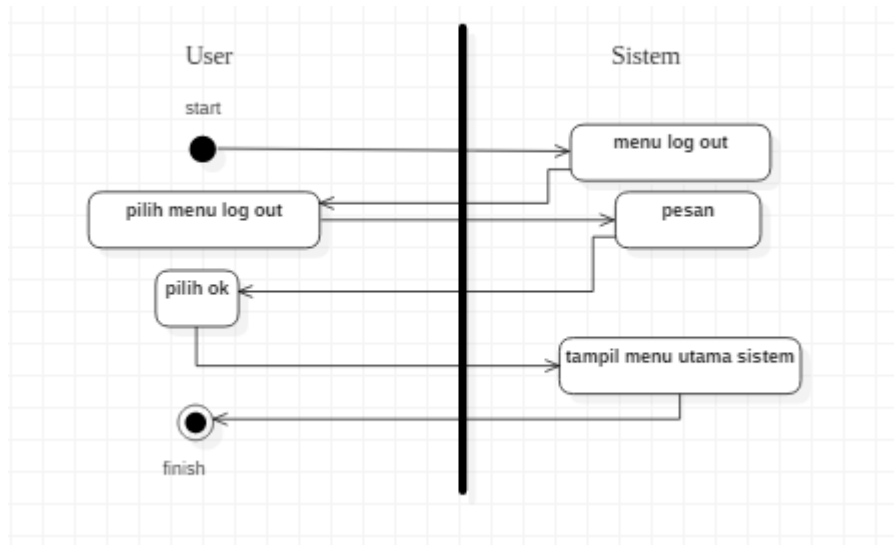 User
Sistem
start
menu log out
pilih menu log out
pesan
pilih ok
tampil menu utama sistem
finish